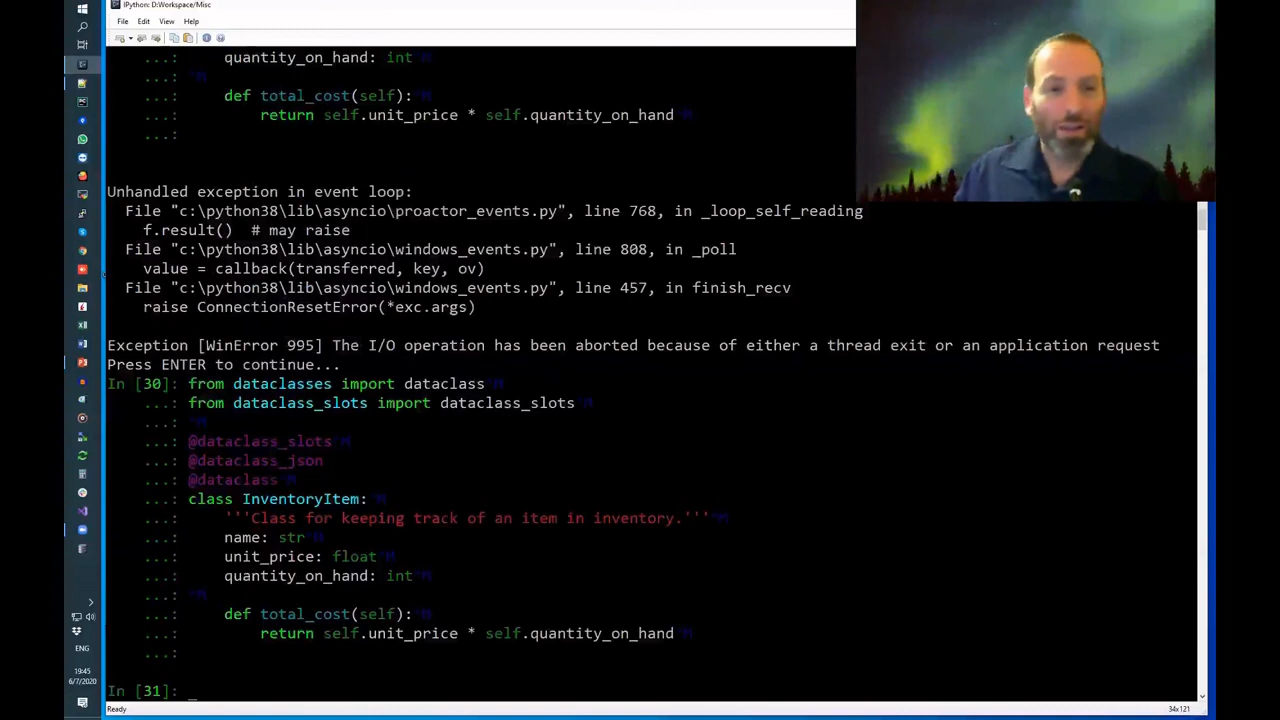 IPython: D:Workspace/Misc
File Edit View Help
...: quantity_on_hand: int ^M
...: ^M
...: def total_cost(self): ^M
...: return self.unit_price * self.quantity_on_hand ^M
...:
Unhandled exception in event loop:
File "c:\python38\lib\asyncio\proactor_events.py", line 768, in _loop_self_reading
f.result() # may raise
File "c:\python38\lib\asyncio\windows_events.py", line 808, in _poll
value = callback(transferred, key, ov)
File "c:\python38\lib\asyncio\windows_events.py", line 457, in finish_recv
raise ConnectionResetError(*exc.args)
Exception [WinError 995] The I/O operation has been aborted because of either a thread exit or an application request
Press ENTER to continue...
In [30]: from dataclasses import dataclass ^M
...: from dataclass_slots import dataclass_slots ^M
...: ^M
...: @dataclass_slots ^M
...: @dataclass_json
...: @dataclass ^M
...: class InventoryItem: ^M
...: '''Class for keeping track of an item in inventory.''' ^M
...: name: str ^M
...: unit_price: float ^M
...: quantity_on_hand: int ^M
...: ^M
...: def total_cost(self): ^M
...: return self.unit_price * self.quantity_on_hand ^M
...:
In [31]: _
Ready
34x121
ENG
19:45
6/7/2020